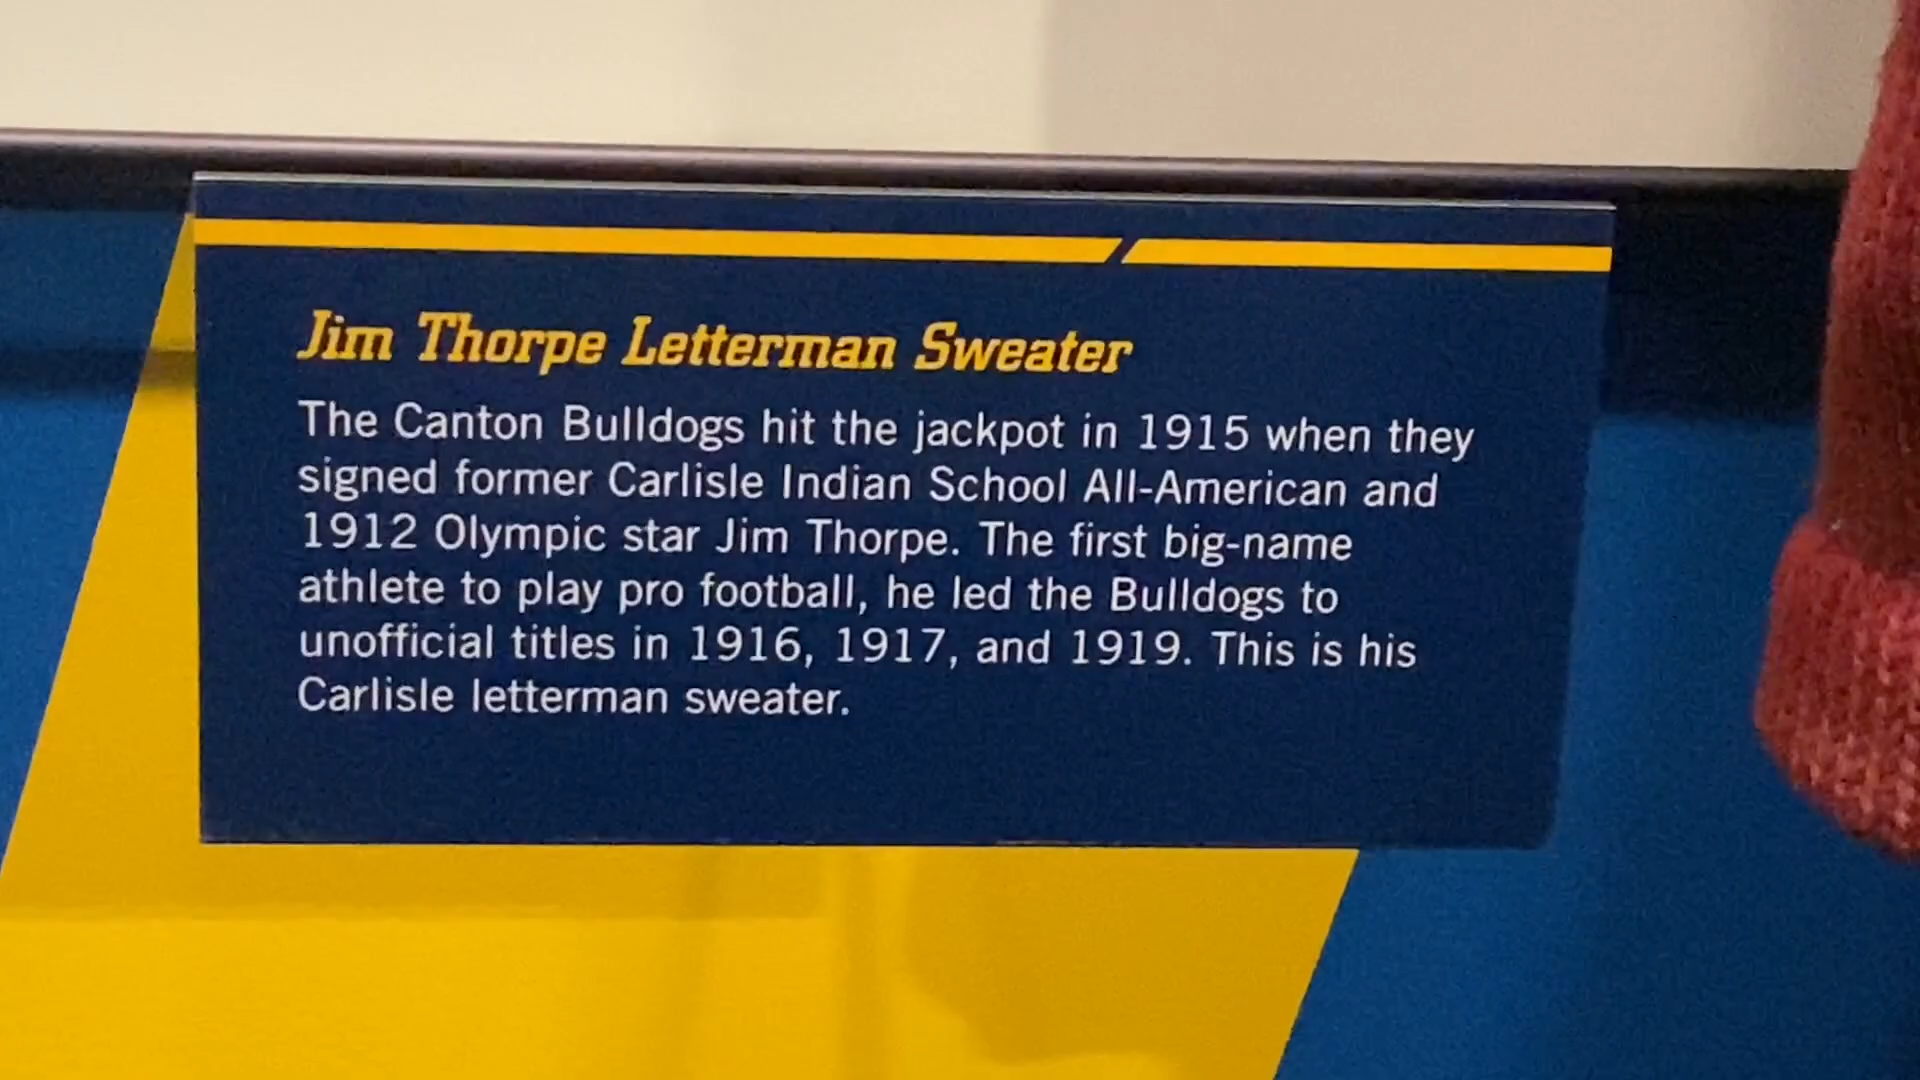 Jim Thorpe Letterman Sweater
The Canton Bulldogs hit the jackpot in 1915 when they
signed former Carlisle Indian School All-American and
1912 Olympic star Jim Thorpe. The first big-name
athlete to play pro football, he led the Bulldogs to
unofficial titles in 1916, 1917, and 1919. This is his
Carlisle letterman sweater.